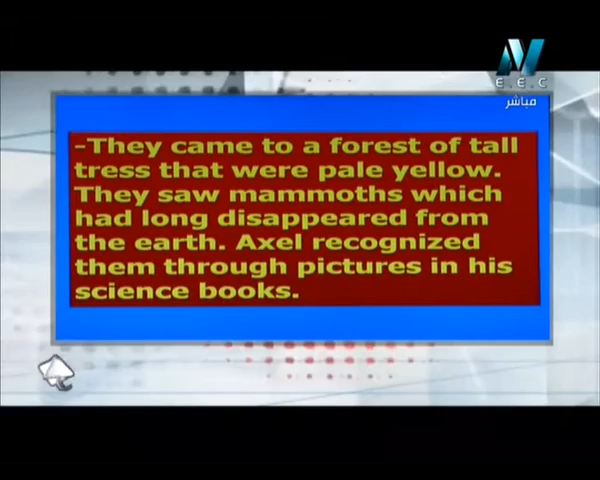 E.E.C
مباشر
-They came to a forest of tall
tress that were pale yellow.
They saw mammoths which
had long disappeared from
the earth. Axel recognized
them through pictures in his
science books.